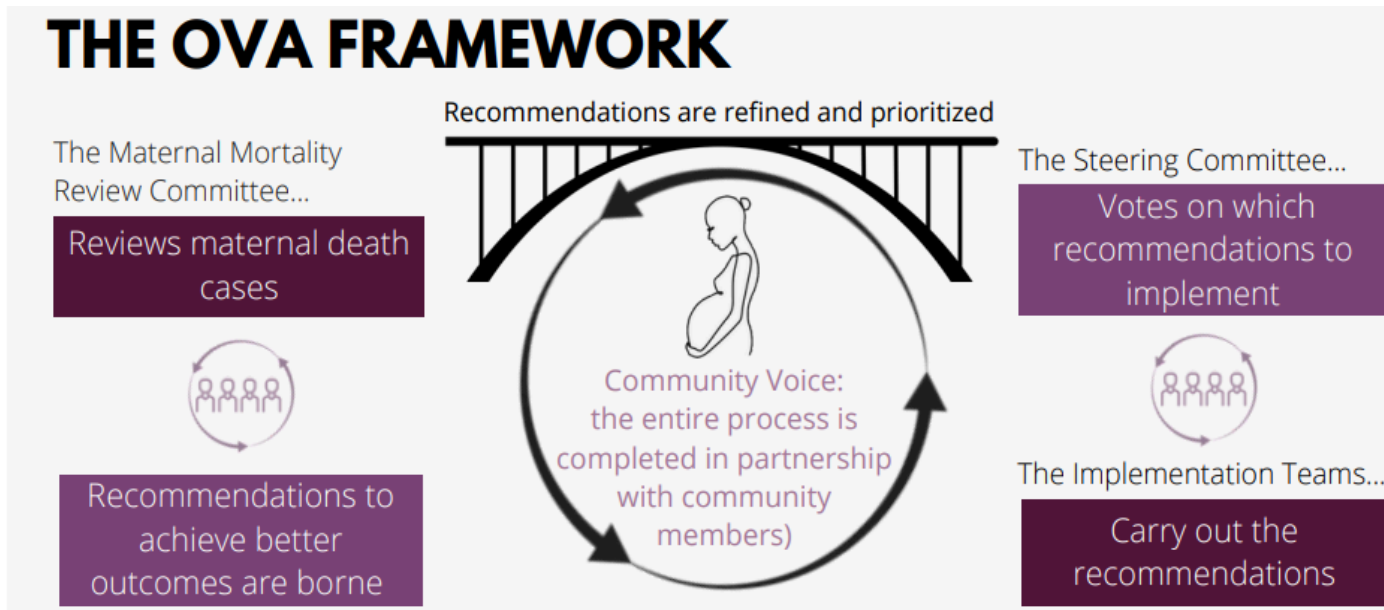 THE OVA FRAMEWORK
The Maternal Mortality
Review Committee...
Reviews maternal death
cases
Recommendations to
achieve better
outcomes are borne
Recommendations are refined and prioritized
Community Voice:
the entire process is
completed in partnership
with community
members)
The Steering Committee...
Votes on which
recommendations to
implement
The Implementation Teams...
Carry out the
recommendations